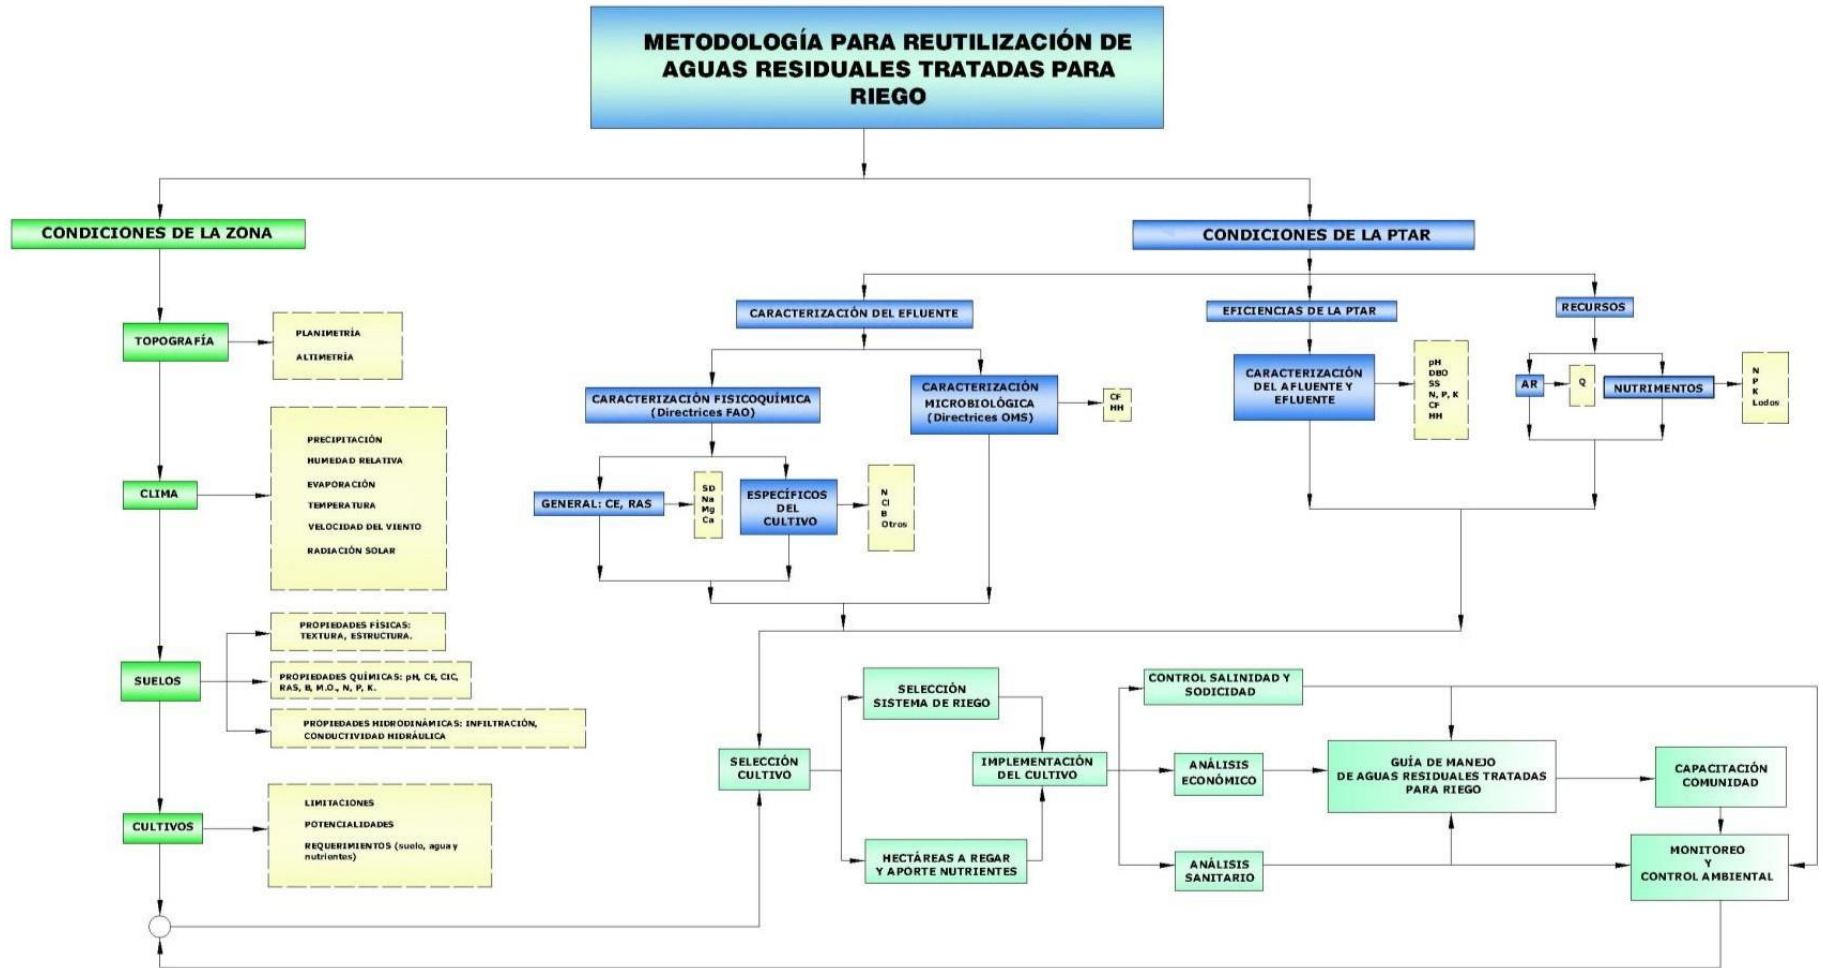 METODOLOGÍA PARA REUTILIZACIÓN DE
AGUAS RESIDUALES TRATADAS PARA
RIEGO
CONDICIONES DE LA ZONA
TOPOGRAFÍA
PLANIMETRÍA
ALTIMETRÍA
CLIMA
PRECIPITACIÓN
HUMEDAD RELATIVA
EVAPORACIÓN
TEMPERATURA
VELOCIDAD DEL VIENTO
RADIACIÓN SOLAR
SUELOS
PROPIEDADES FÍSICAS:
TEXTURA, ESTRUCTURA.
PROPIEDADES QUÍMICAS: pH, CE, CIC,
RAS, B, M.O., N, P, K.
PROPIEDADES HIDRODINÁMICAS: INFILTRACIÓN,
CONDUCTIVIDAD HIDRÁULICA
CULTIVOS
LIMITACIONES
POTENCIALIDADES
REQUERIMIENTOS (suelo, agua y
nutrientes)
CONDICIONES DE LA PTAR
CARACTERIZACIÓN DEL EFLUENTE
CARACTERIZACIÓN FISICOQUÍMICA
(Directrices FAO)
GENERAL: CE, RAS
SD
Na
Mg
Ca
ESPECÍFICOS
DEL
CULTIVO
N
Cl
B
Otros
CARACTERIZACIÓN
MICROBIOLÓGICA
(Directrices OMS)
CF
HH
EFICIENCIAS DE LA PTAR
CARACTERIZACIÓN
DEL AFLUENTE Y
EFLUENTE
pH
DBO
SS
N, P, K
CF
HH
RECURSOS
AR
Q
NUTRIMENTOS
N
P
K
Lodos
SELECCIÓN
CULTIVO
SELECCIÓN
SISTEMA DE RIEGO
HECTÁREAS A REGAR
Y APORTE NUTRIENTES
IMPLEMENTACIÓN
DEL CULTIVO
CONTROL SALINIDAD Y
SODICIDAD
ANÁLISIS
ECONÓMICO
ANÁLISIS
SANITARIO
GUÍA DE MANEJO
DE AGUAS RESIDUALES TRATADAS
PARA RIEGO
CAPACITACIÓN
COMUNIDAD
MONITOREO
Y
CONTROL AMBIENTAL